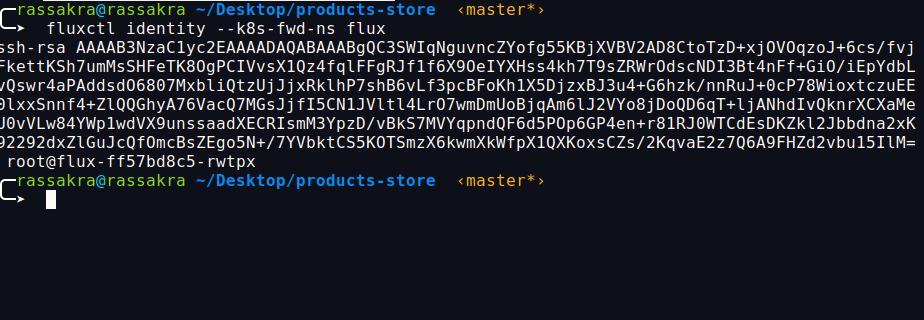 ╭─rassakra@rassakra ~/Desktop/products-store ‹master*›
╰─➤ fluxctl identity --k8s-fwd-ns flux
ssh-rsa AAAAB3NzaC1yc2EAAAADAQABAAABgQC3SWIqNguvncZYofg55KBjXVBV2AD8CtoTzD+xjOVOqzoJ+6cs/fvj
FkettKSh7umMsSHFeTK8OgPCIVvsX1Qz4fqlFFgRJf1f6X9OeIYXHss4kh7T9sZRWrOdscNDI3Bt4nFf+GiO/iEpYdbL
vQswr4aPAddsdO6807MxbliQtzUjJjxRklhP7shB6vLf3pcBFoKh1X5DjzxBJ3u4+G6hzk/nnRuJ+0cP78WioxtczuEE
0lxxSnnf4+ZlQQGhyA76VacQ7MGsJjfI5CN1JVltl4LrO7wmDmUoBjqAm6lJ2VYo8jDoQD6qT+ljANhdIvQknrXCXaMe
J0vVLw84YWp1wdVX9unssaadXECRIsmM3YpzD/vBkS7MVYqpndQF6d5POp6GP4en+r81RJ0WTCdEsDKZkl2Jbbdna2xK
92292dxZlGuJcQfOmcBsZEgo5N+/7YVbktCS5KOTSmzX6kwmXkWfpX1QXKoxsCZs/2KqvaE2z7Q6A9FHZd2vbu15IlM=
root@flux-ff57bd8c5-rwtpx
╭─rassakra@rassakra ~/Desktop/products-store ‹master*›
╰─➤